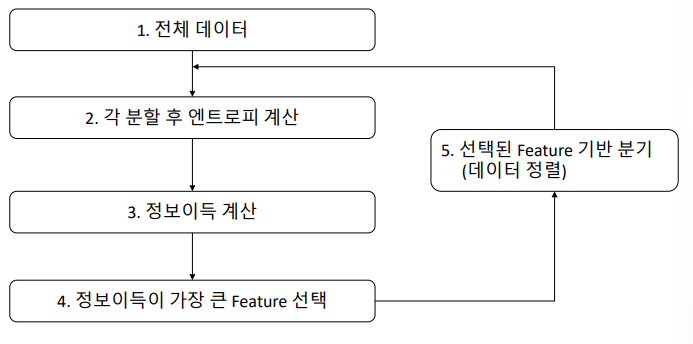 1. 전체 데이터
2. 각 분할 후 엔트로피 계산
3. 정보이득 계산
4. 정보이득이 가장 큰 Feature 선택
5. 선택된 Feature 기반 분기
(데이터 정렬)